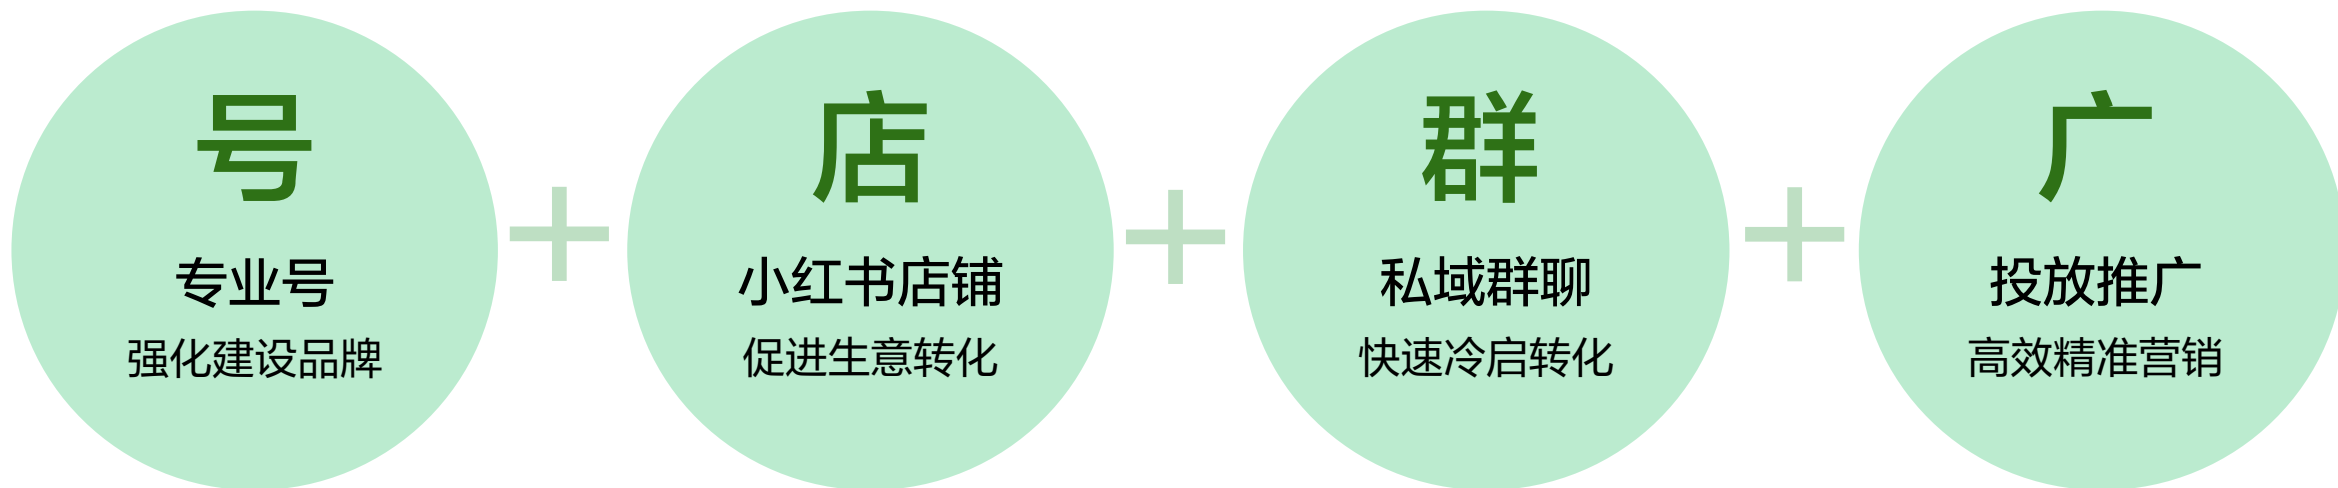 号
专业号
强化建设品牌
+
店
小红书店铺
促进生意转化
+
群
私域群聊
快速冷启转化
+
广
投放推广
高效精准营销